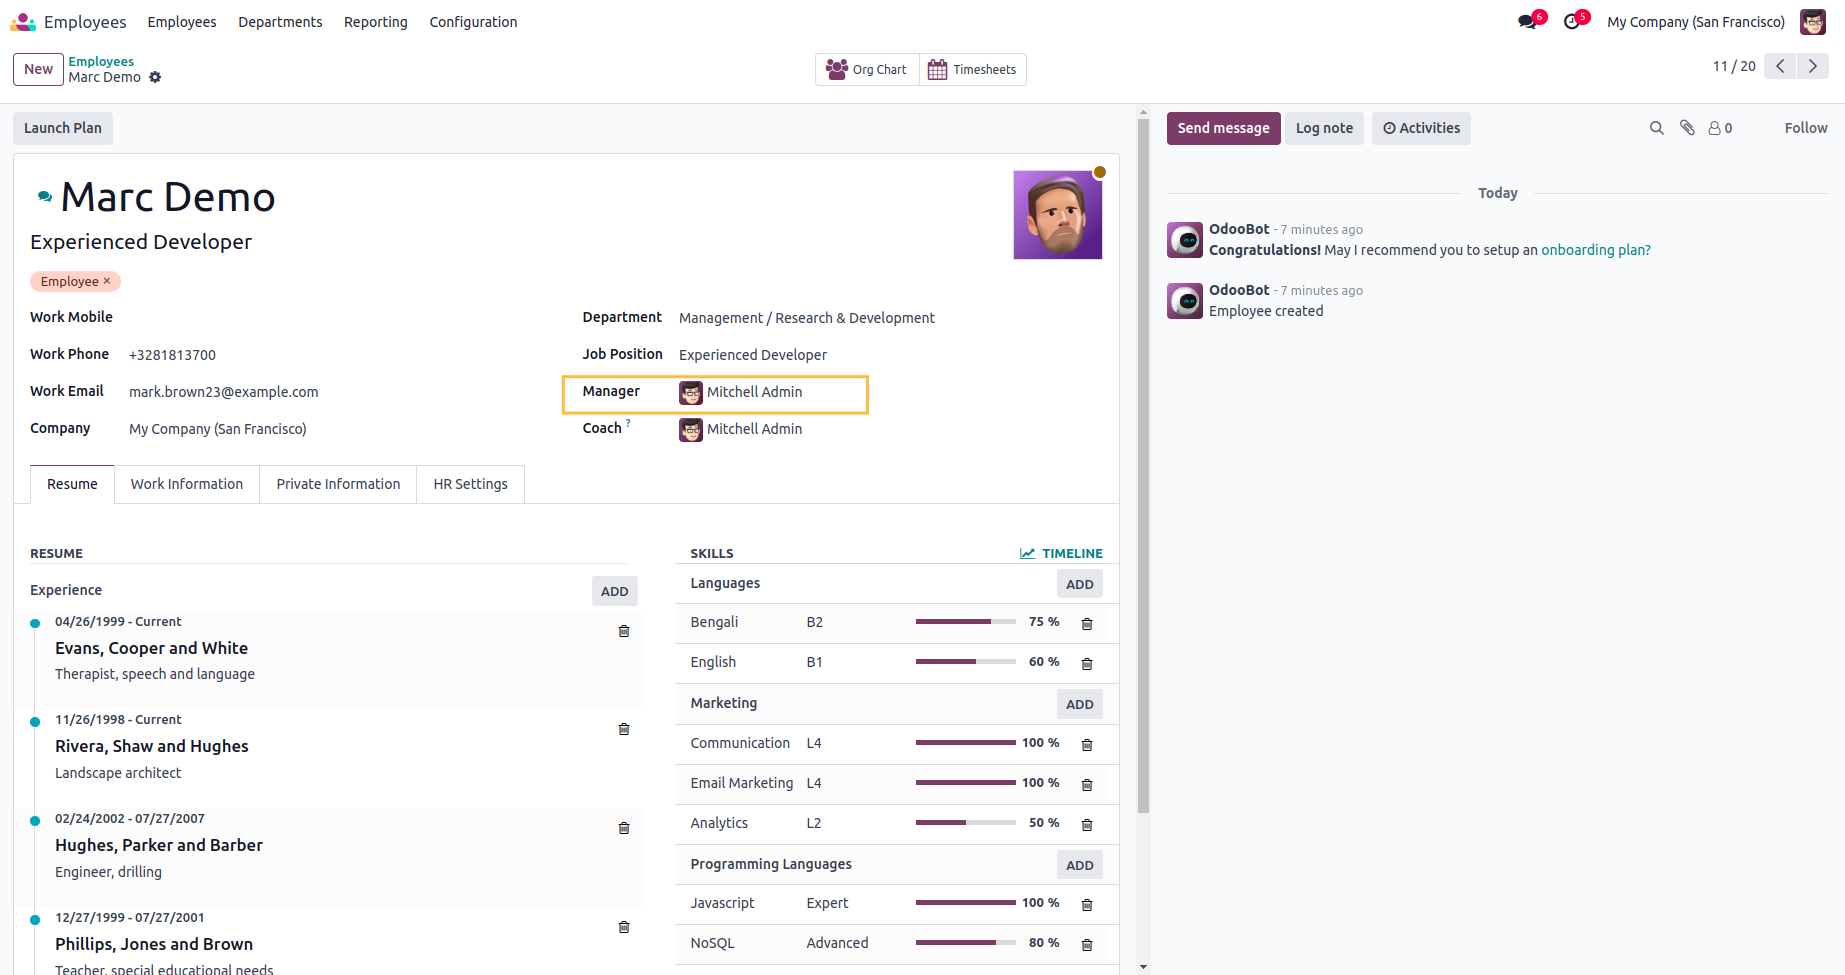 Employees Employees Departments Reporting Configuration 6 5 My Company (San Francisco)
New Employees
Marc Demo
Org Chart Timesheets
11 / 20
Launch Plan
Send message Log note Activities 0 Follow
Marc Demo
Experienced Developer
Employee ×
Work Mobile
Work Phone +3281813700
Work Email mark.brown23@example.com
Company My Company (San Francisco)
Department Management / Research & Development
Job Position Experienced Developer
Manager Mitchell Admin
Coach ? Mitchell Admin
Today
OdooBot - 7 minutes ago
Congratulations! May I recommend you to setup an onboarding plan?
OdooBot - 7 minutes ago
Employee created
Resume Work Information Private Information HR Settings
RESUME
Experience ADD
04/26/1999 - Current
Evans, Cooper and White
Therapist, speech and language
11/26/1998 - Current
Rivera, Shaw and Hughes
Landscape architect
02/24/2002 - 07/27/2007
Hughes, Parker and Barber
Engineer, drilling
12/27/1999 - 07/27/2001
Phillips, Jones and Brown
Teacher, special educational needs
SKILLS TIMELINE
Languages ADD
Bengali B2 75 %
English B1 60 %
Marketing ADD
Communication L4 100 %
Email Marketing L4 100 %
Analytics L2 50 %
Programming Languages ADD
Javascript Expert 100 %
NoSQL Advanced 80 %